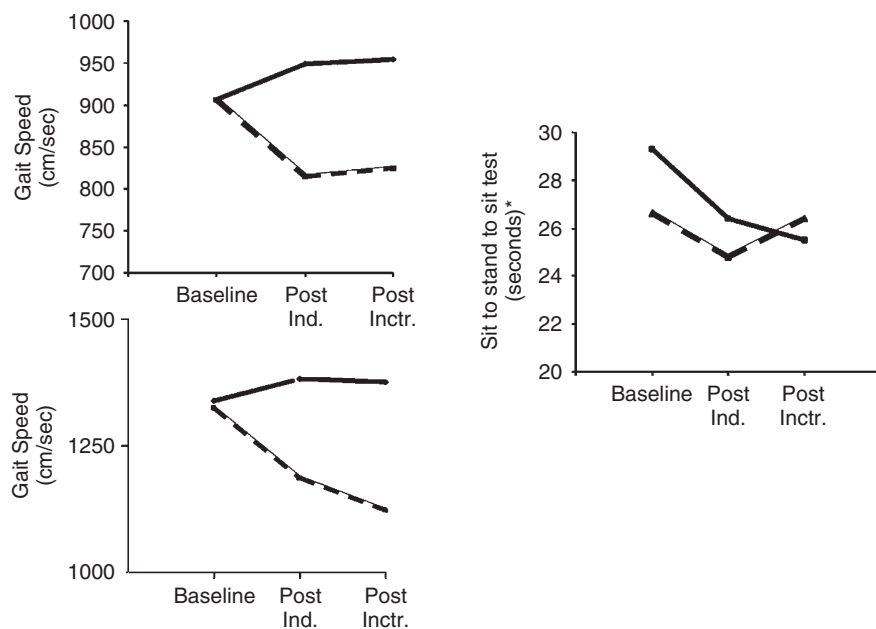 1000
950
900
850
800
750
700
Gait Speed
(cm/sec)
Baseline
Post
Ind.
Post
Inctr.
1500
1250
1000
Gait Speed
(cm/sec)
Baseline
Post
Ind.
Post
Inctr.
30
28
26
24
22
20
Sit to stand to sit test
(seconds)*
Baseline
Post
Ind.
Post
Inctr.